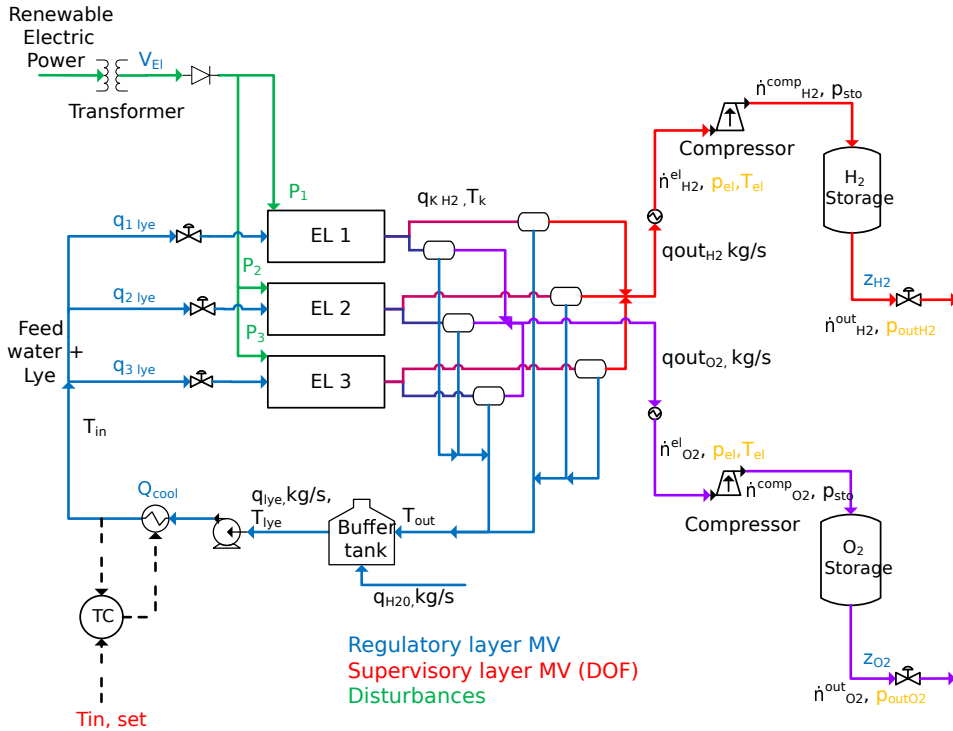 Renewable
Electric
Power
V_El
Transformer
ṅ^comp_H2, p_sto
Compressor
H₂
Storage
ṅ^el_H2, p_el,T_el
P₁
q_K H2 ,T_k
q_1 lye
EL 1
qout_H2 kg/s
P₂
z_H2
q_2 lye
EL 2
ṅ^out_H2, p_outH2
P₃
Feed
water +
Lye
q_3 lye
EL 3
qout_O2, kg/s
T_in
ṅ^el_O2, p_el,T_el
ṅ^comp_O2, p_sto
Compressor
Q_cool
q_lye,kg/s,
T_lye
T_out
Buffer
tank
O₂
Storage
q_H20,kg/s
TC
Regulatory layer MV
Supervisory layer MV (DOF)
Disturbances
z_O2
ṅ^out_O2, p_outO2
Tin, set